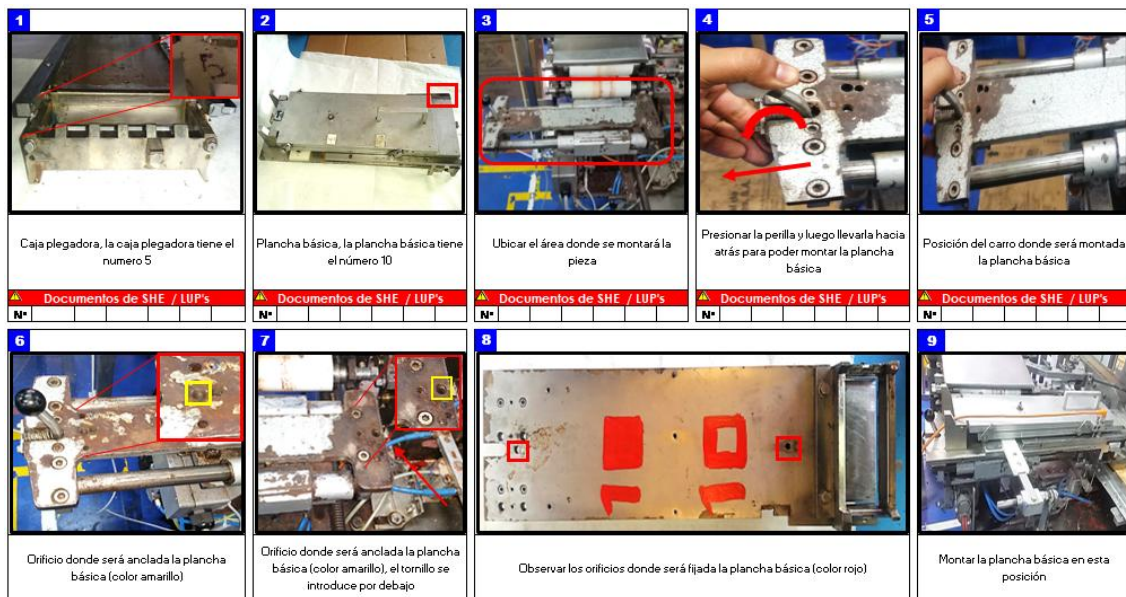 1
2
3
4
5
Caja plegadora, la caja plegadora tiene el
numero 5
Plancha básica, la plancha básica tiene
el número 10
Ubicar el área donde se montará la
pieza
Presionar la perilla y luego llevarla hacia
atrás para poder montar la plancha
básica
Posición del carro donde será montada
la plancha básica
Documentos de SHE / LUP's
Documentos de SHE / LUP's
Documentos de SHE / LUP's
Documentos de SHE / LUP's
Documentos de SHE / LUP's
Nº
Nº
Nº
Nº
Nº
6
7
8
9
Orificio donde será anclada la plancha
básica (color amarillo)
Orificio donde será anclada la plancha
básica (color amarillo), el tornillo se
introduce por debajo
Observar los orificios donde será fijada la plancha básica (color rojo)
Montar la plancha básica en esta
posición